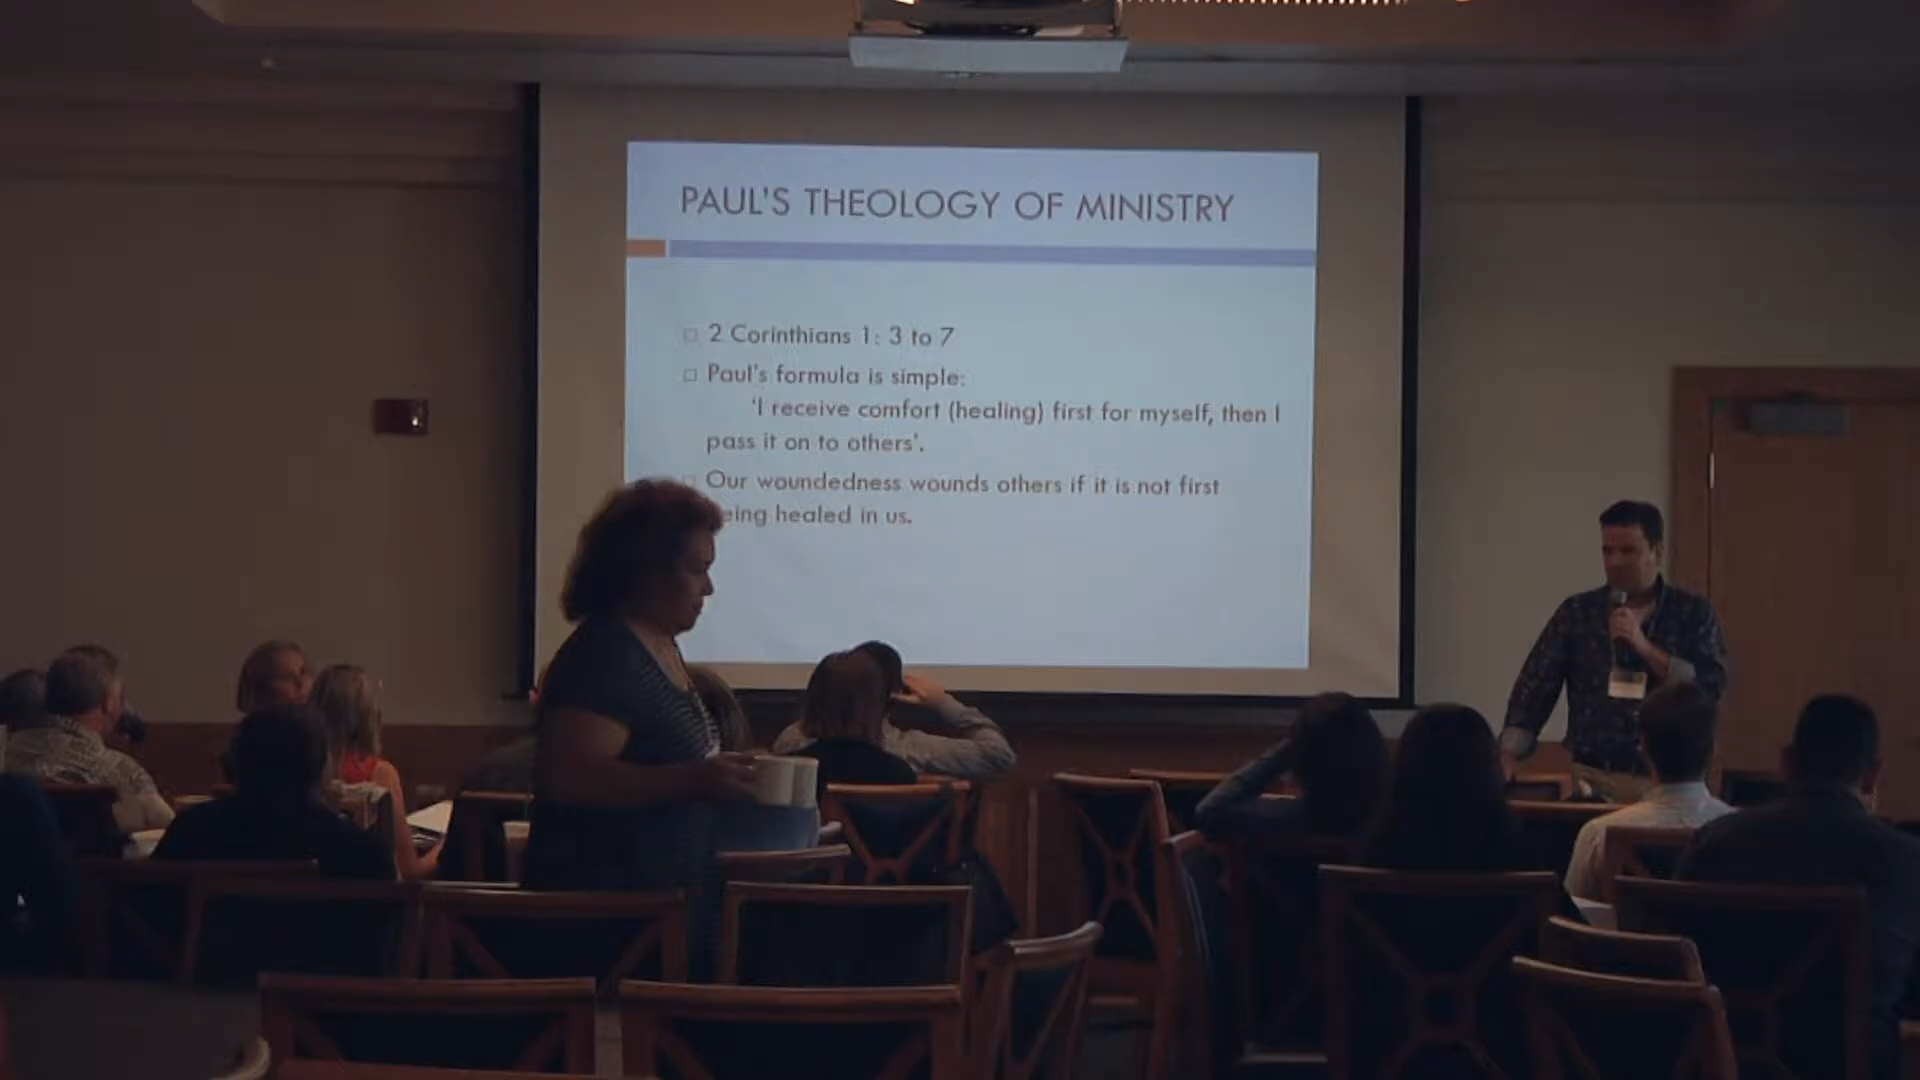 PAUL'S THEOLOGY OF MINISTRY
2 Corinthians 1: 3 to 7
Paul's formula is simple:
'I receive comfort (healing) first for myself, then I
pass it on to others'.
Our woundedness wounds others if it is not first
eing healed in us.